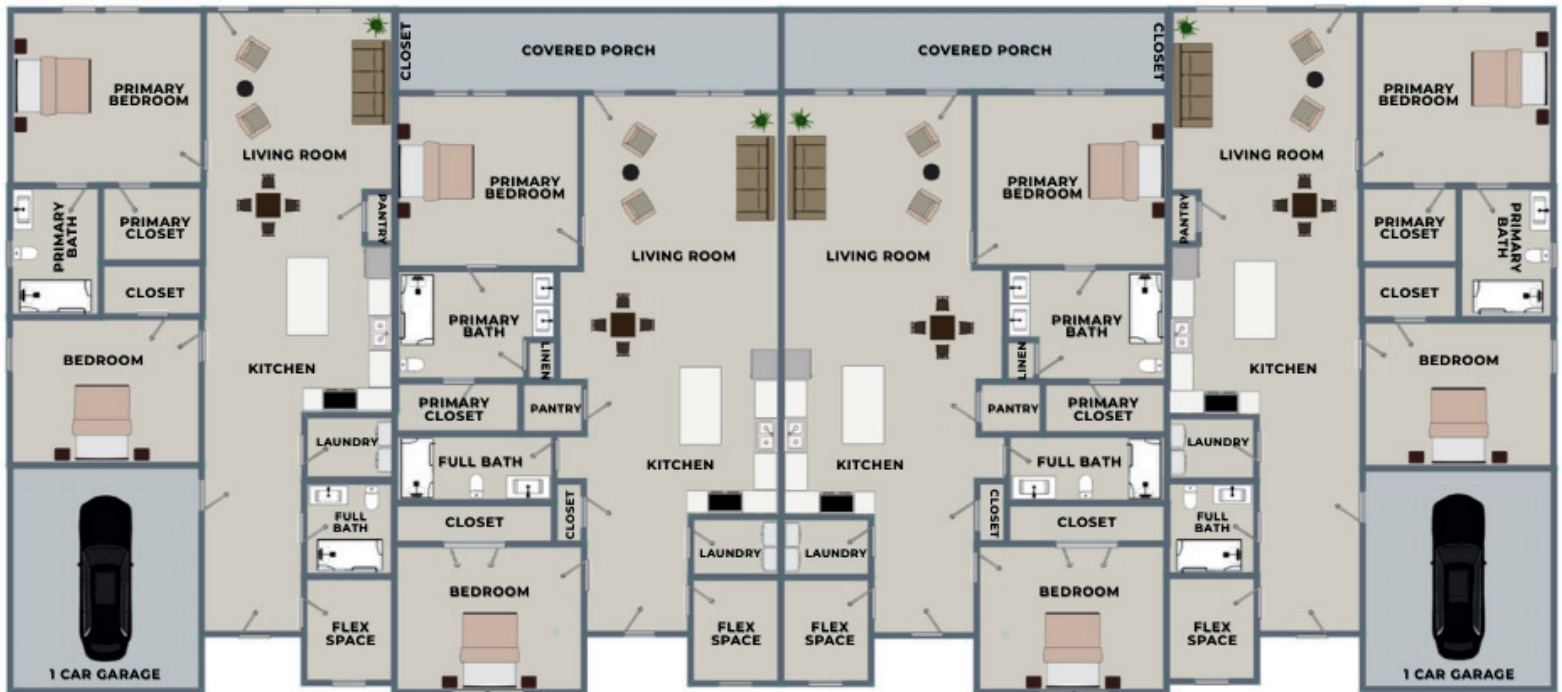 PRIMARY
BEDROOM
LIVING ROOM
PRIMARY
BATH
PRIMARY
CLOSET
CLOSET
PANTRY
BEDROOM
KITCHEN
LAUNDRY
FULL
BATH
FLEX
SPACE
1 CAR GARAGE
CLOSET
COVERED PORCH
PRIMARY
BEDROOM
LIVING ROOM
PRIMARY
BATH
LINEN
PRIMARY
CLOSET
PANTRY
FULL BATH
KITCHEN
CLOSET
CLOSET
LAUNDRY
BEDROOM
FLEX
SPACE
COVERED PORCH
CLOSET
PRIMARY
BEDROOM
LIVING ROOM
PRIMARY
BATH
LINEN
PANTRY
PRIMARY
CLOSET
KITCHEN
FULL BATH
CLOSET
CLOSET
LAUNDRY
BEDROOM
FLEX
SPACE
PRIMARY
BEDROOM
LIVING ROOM
PANTRY
PRIMARY
CLOSET
PRIMARY
BATH
CLOSET
KITCHEN
BEDROOM
LAUNDRY
FULL
BATH
FLEX
SPACE
1 CAR GARAGE